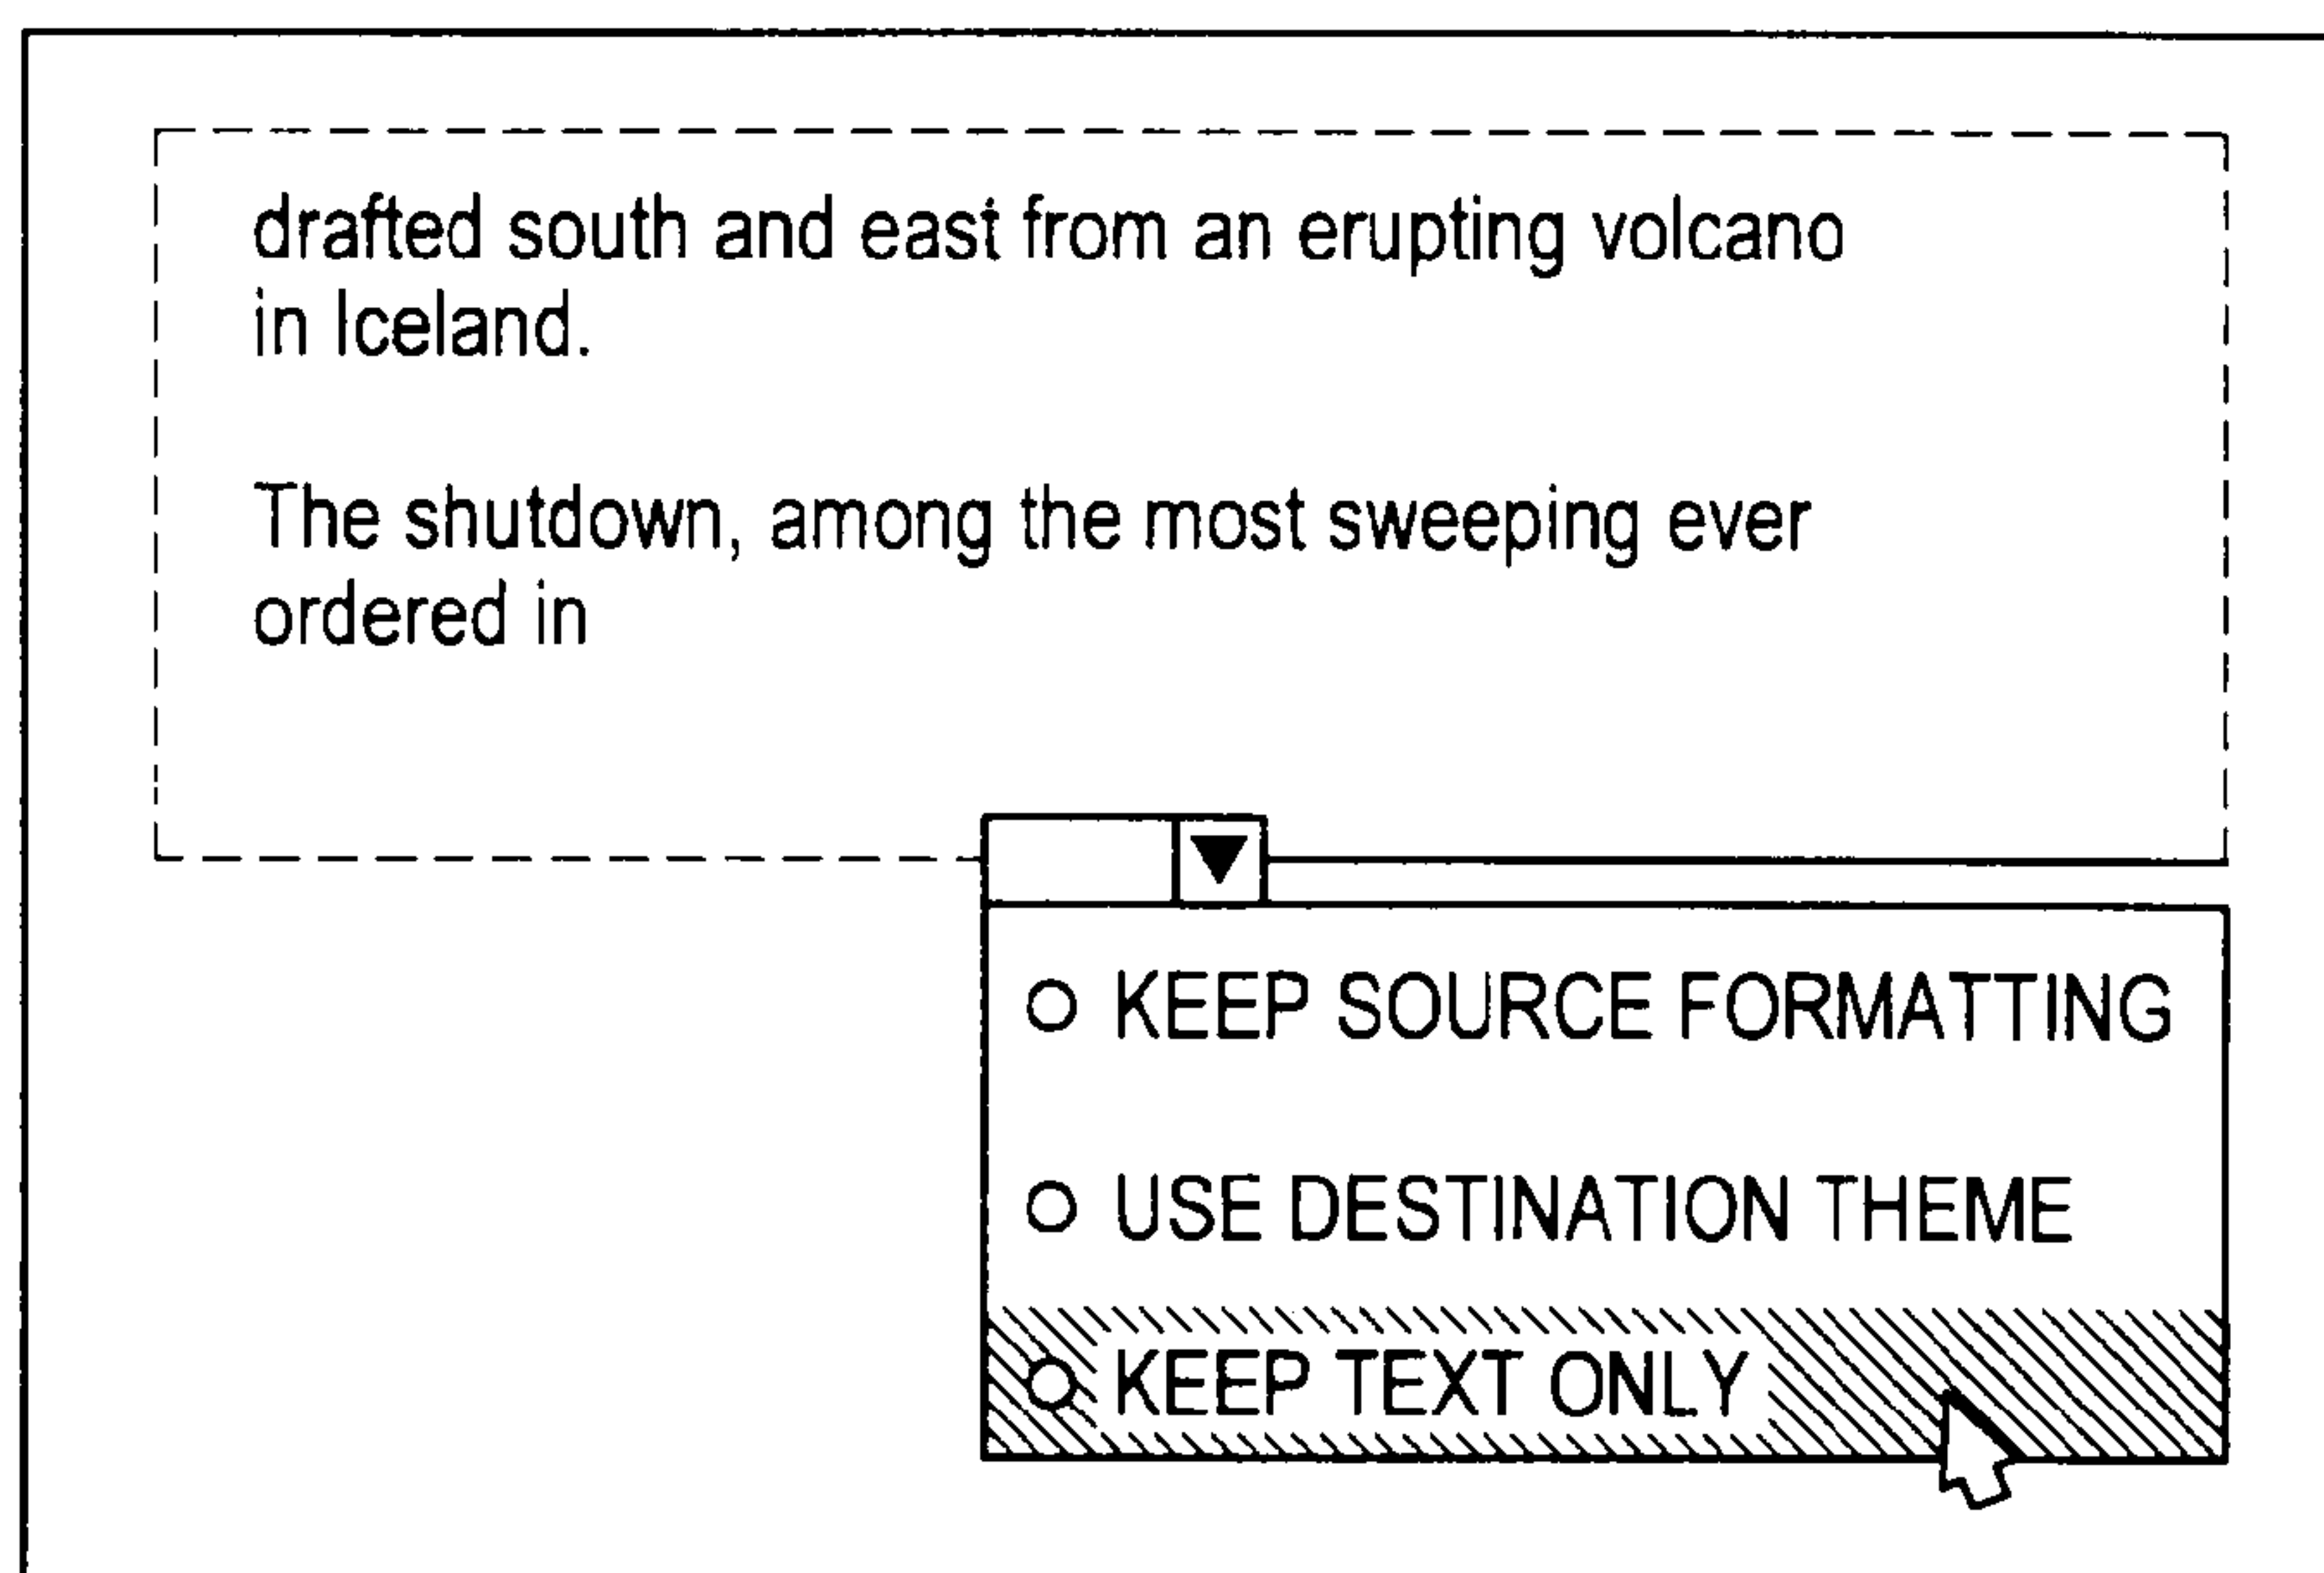 drafted south and east from an erupting volcano
in Iceland.
The shutdown, among the most sweeping ever
ordered in
KEEP SOURCE FORMATTING
USE DESTINATION THEME
KEEP TEXT ONLY